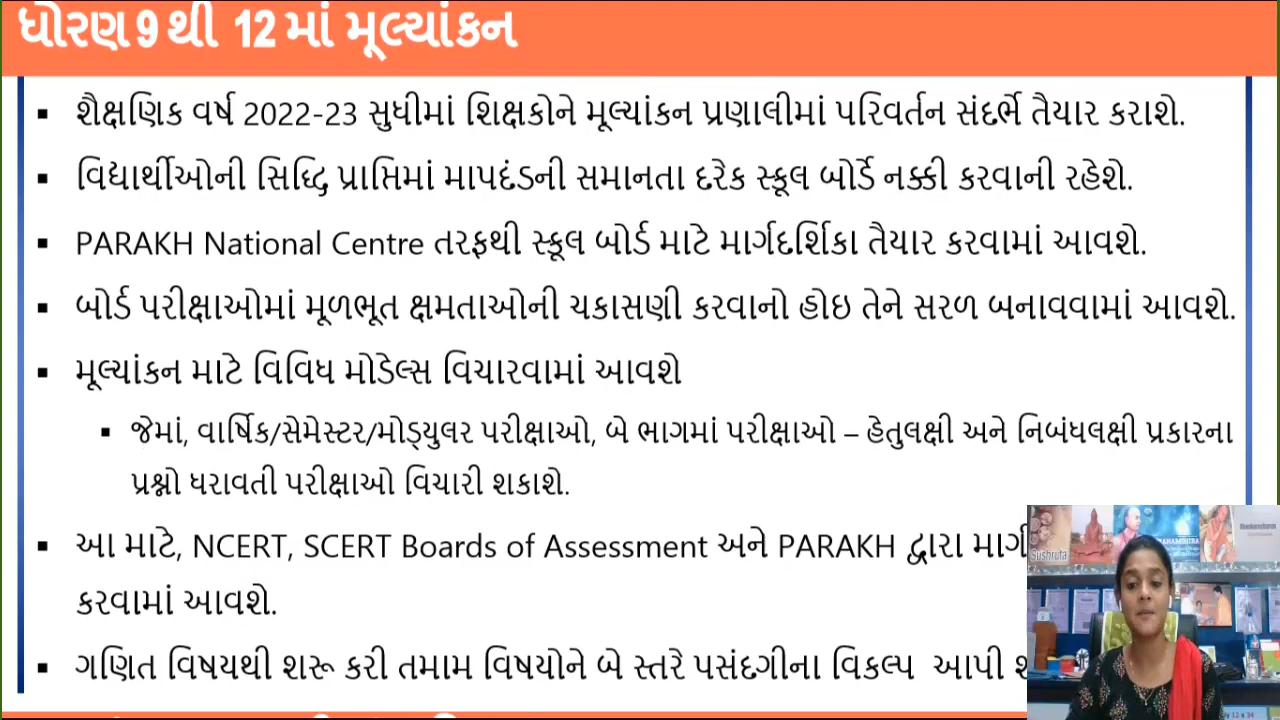 ધોરણ 9 થી 12 માં મૂલ્યાંકન
▪ શૈક્ષણિક વર્ષ 2022-23 સુધીમાં શિક્ષકોને મૂલ્યાંકન પ્રણાલીમાં પરિવર્તન સંદર્ભે તૈયાર કરાશે.
▪ વિદ્યાર્થીઓની સિધ્ધિ પ્રાપ્તિમાં માપદંડની સમાનતા દરેક સ્કૂલ બોર્ડે નક્કી કરવાની રહેશે.
▪ PARAKH National Centre તરફથી સ્કૂલ બોર્ડ માટે માર્ગદર્શિકા તૈયાર કરવામાં આવશે.
▪ બોર્ડ પરીક્ષાઓમાં મૂળભૂત ક્ષમતાઓની ચકાસણી કરવાનો હોઇ તેને સરળ બનાવવામાં આવશે.
▪ મૂલ્યાંકન માટે વિવિધ મોડેલ્સ વિચારવામાં આવશે
▪ જેમાં, વાર્ષિક/સેમેસ્ટર/મોડ્યુલર પરીક્ષાઓ, બે ભાગમાં પરીક્ષાઓ – હેતુલક્ષી અને નિબંધલક્ષી પ્રકારના
પ્રશ્નો ધરાવતી પરીક્ષાઓ વિચારી શકાશે.
▪ આ માટે, NCERT, SCERT Boards of Assessment અને PARAKH દ્વારા
કરવામાં આવશે.
▪ ગણિત વિષયથી શરૂ કરી તમામ વિષયોને બે સ્તરે પસંદગીના વિકલ્પ આપી
Sushruta